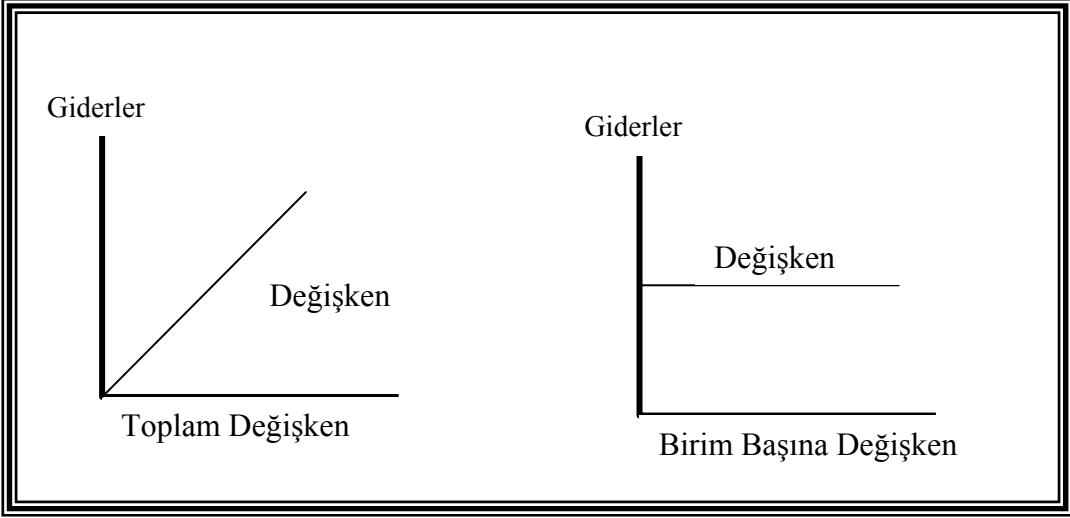 Giderler
Değişken
Toplam Değişken
Giderler
Değişken
Birim Başına Değişken